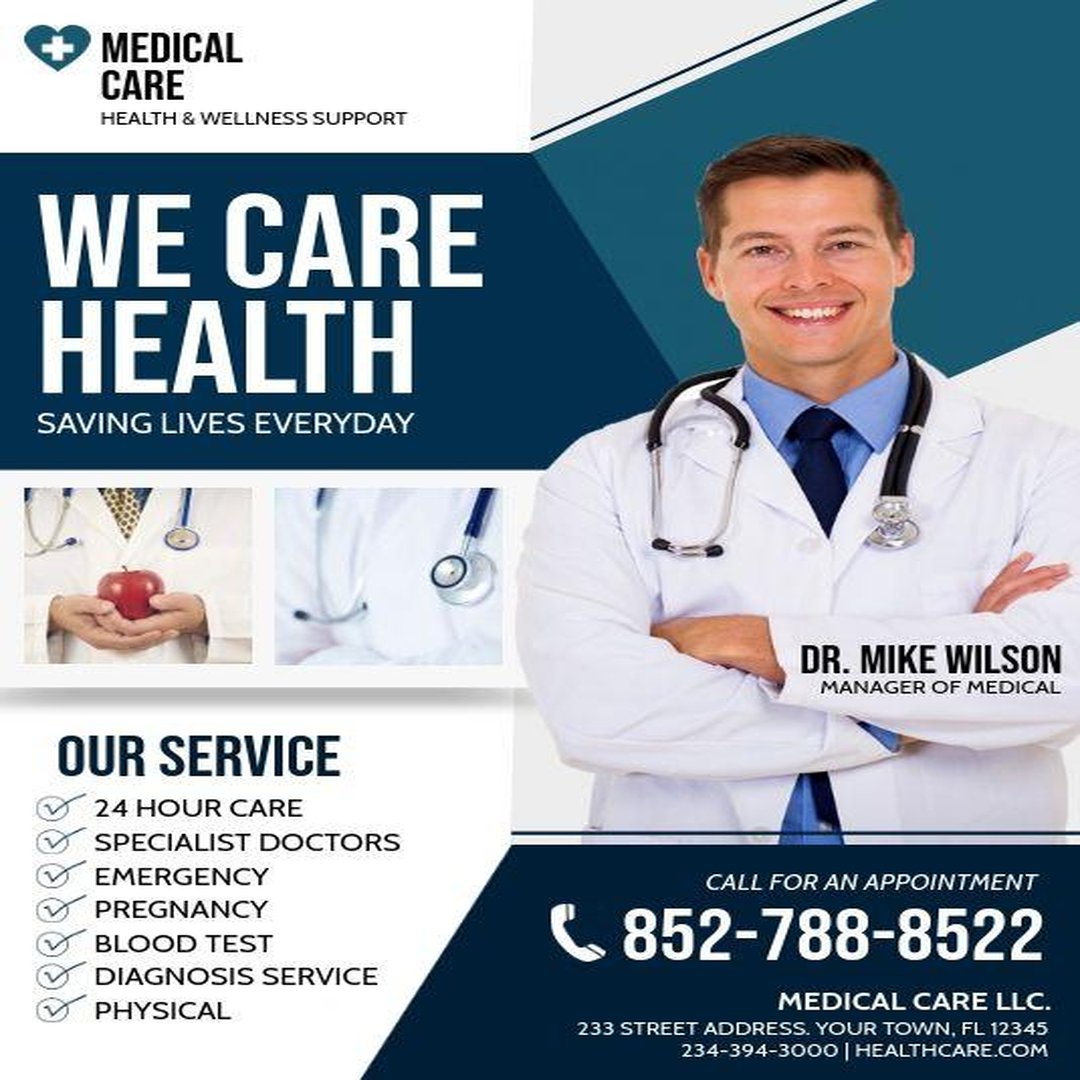 MEDICAL
CARE
HEALTH & WELLNESS SUPPORT
WE CARE
HEALTH
SAVING LIVES EVERYDAY
DR. MIKE WILSON
MANAGER OF MEDICAL
OUR SERVICE
24 HOUR CARE
SPECIALIST DOCTORS
EMERGENCY
PREGNANCY
BLOOD TEST
DIAGNOSIS SERVICE
PHYSICAL
CALL FOR AN APPOINTMENT
852-788-8522
MEDICAL CARE LLC.
233 STREET ADDRESS. YOUR TOWN, FL 12345
234-394-3000 | HEALTHCARE.COM